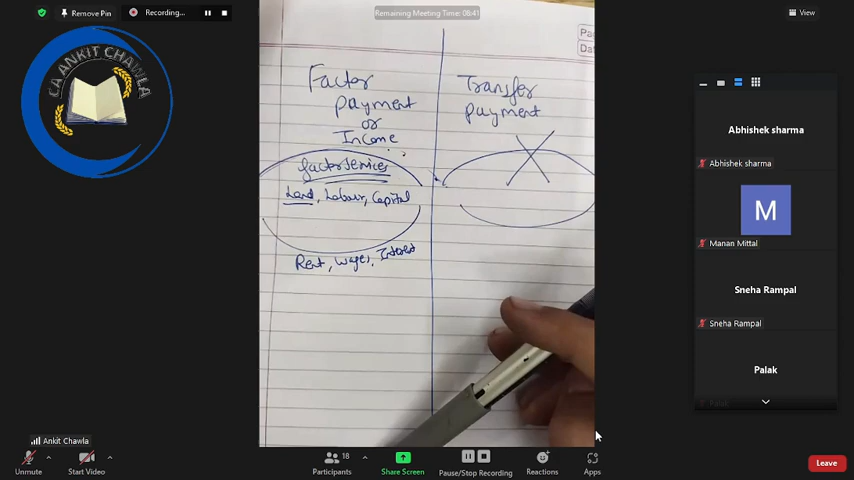 Remove Pin
Recording...
Remaining Meeting Time: 08:41
View
CA ANKIT CHAWLA
Factor
payment
or
Income
factor services
Land, Labour, Capital
Rent, wages, Interest
Transfer
payment
Abhishek sharma
Abhishek sharma
M
Manan Mittal
Sneha Rampal
Sneha Rampal
Palak
Palak
Ankit Chawla
Unmute
Start Video
18
Participants
Share Screen
Pause/Stop Recording
Reactions
Apps
Leave